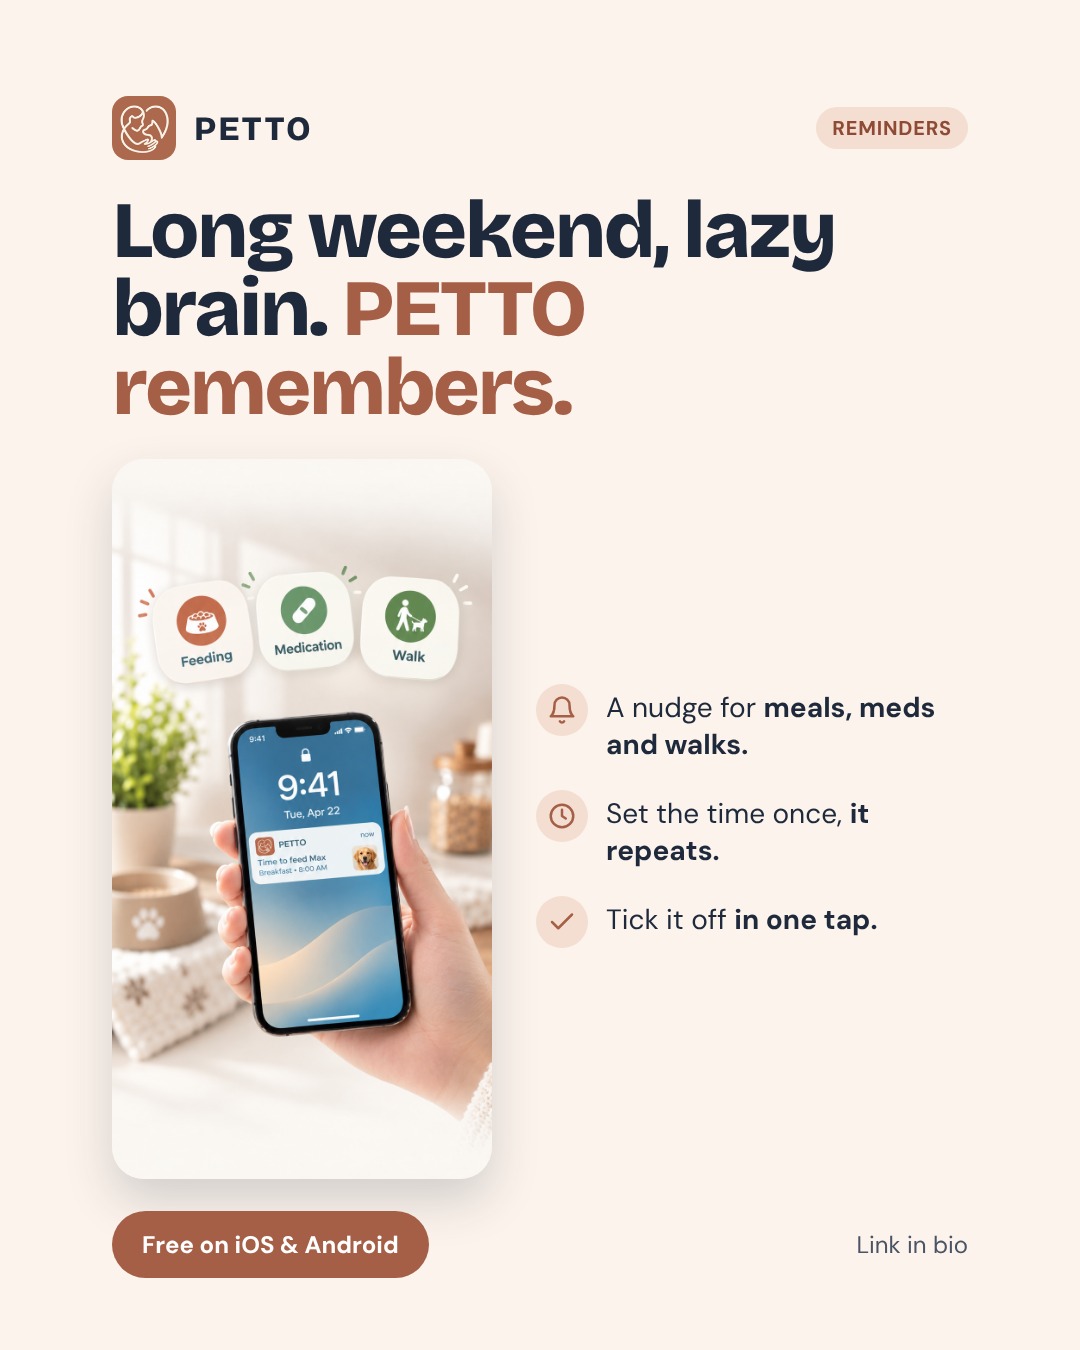 PETTO
REMINDERS
Long weekend, lazy
brain. PETTO
remembers.
Feeding
Medication
Walk
9:41
9:41
Tue, Apr 22
PETTO
now
Time to feed Max
Breakfast • 8:00 AM
A nudge for meals, meds
and walks.
Set the time once, it
repeats.
Tick it off in one tap.
Free on iOS & Android
Link in bio